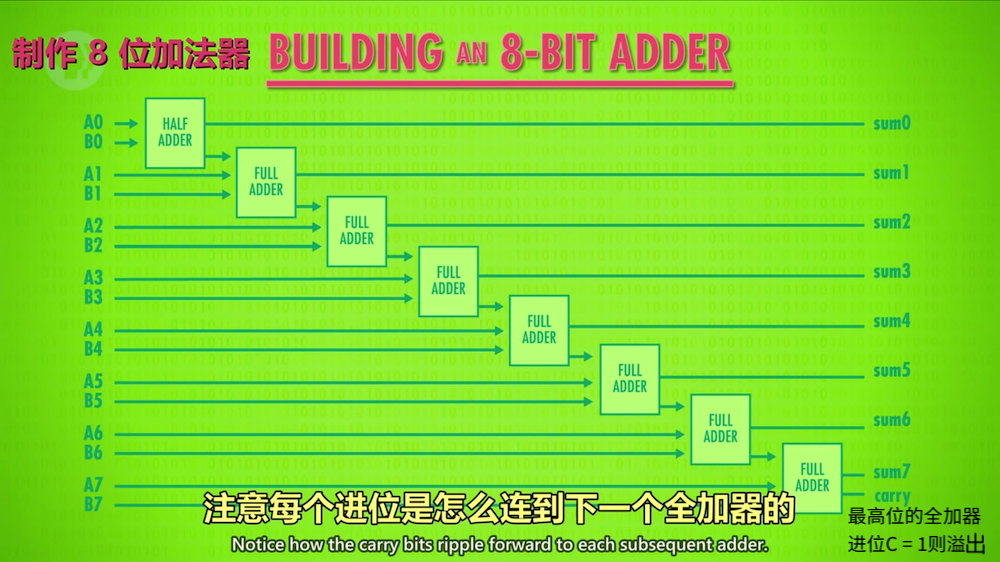 制作 8 位加法器 BUILDING AN 8-BIT ADDER
A0
B0
HALF
ADDER
sum0
A1
B1
FULL
ADDER
sum1
A2
B2
FULL
ADDER
sum2
A3
B3
FULL
ADDER
sum3
A4
B4
FULL
ADDER
sum4
A5
B5
FULL
ADDER
sum5
A6
B6
FULL
ADDER
sum6
A7
B7
FULL
ADDER
sum7
carry
注意每个进位是怎么连到下一个全加器的
Notice how the carry bits ripple forward to each subsequent adder.
最高位的全加器
进位C = 1则溢出